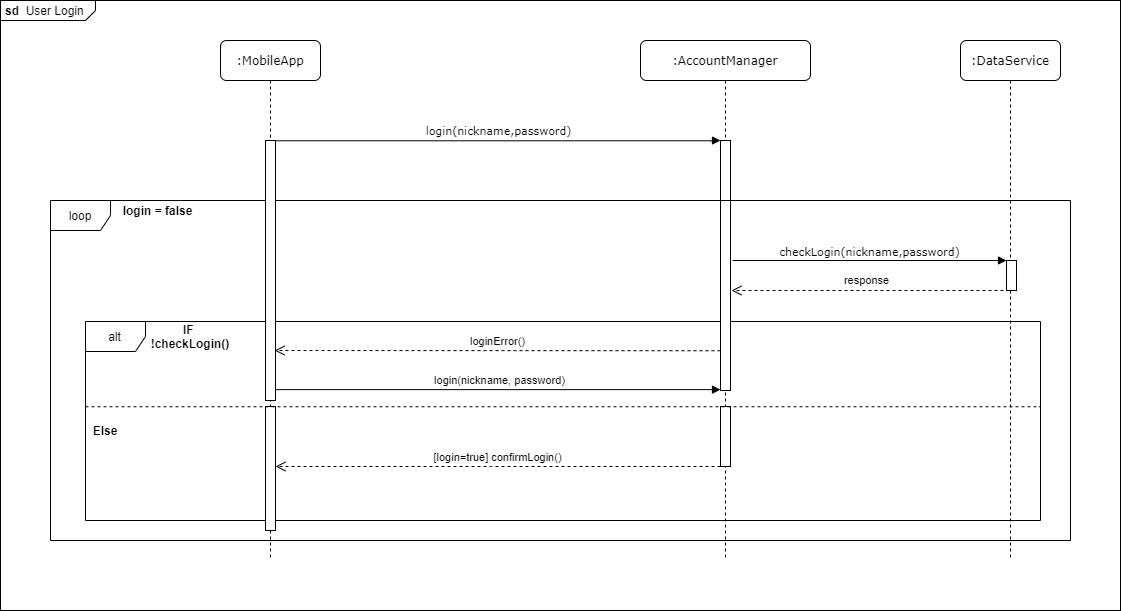 sd User Login
:MobileApp
:AccountManager
:DataService
login(nickname,password)
loop
login = false
checkLogin(nickname,password)
response
alt
IF
!checkLogin()
loginError()
login(nickname, password)
Else
[login=true] confirmLogin()